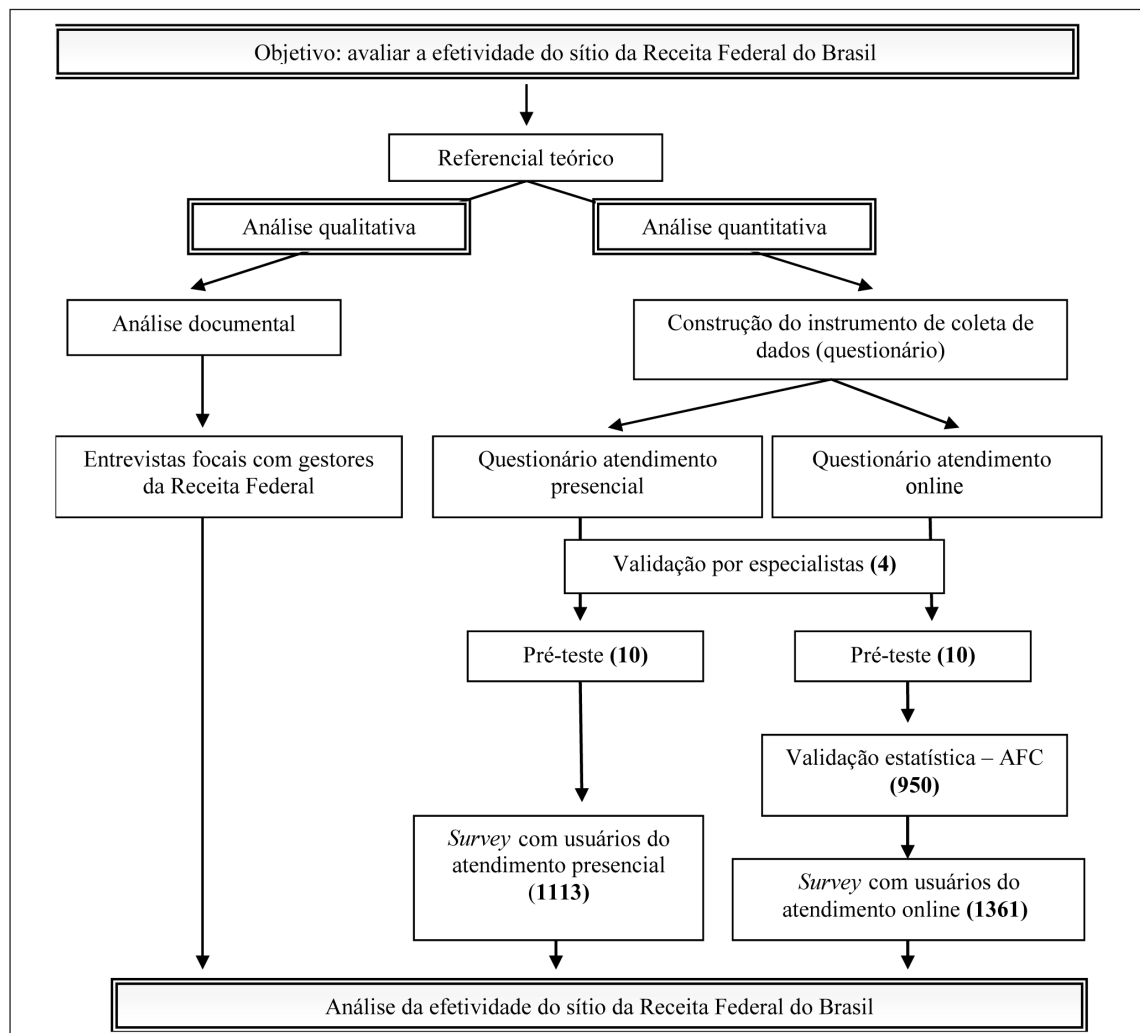 Objetivo: avaliar a efetividade do sítio da Receita Federal do Brasil
Referencial teórico
Análise qualitativa
Análise quantitativa
Análise documental
Construção do instrumento de coleta de
dados (questionário)
Entrevistas focais com gestores
da Receita Federal
Questionário atendimento
presencial
Questionário atendimento
online
Validação por especialistas (4)
Pré-teste (10)
Pré-teste (10)
Validação estatística – AFC
(950)
Survey com usuários do
atendimento presencial
(1113)
Survey com usuários do
atendimento online (1361)
Análise da efetividade do sítio da Receita Federal do Brasil